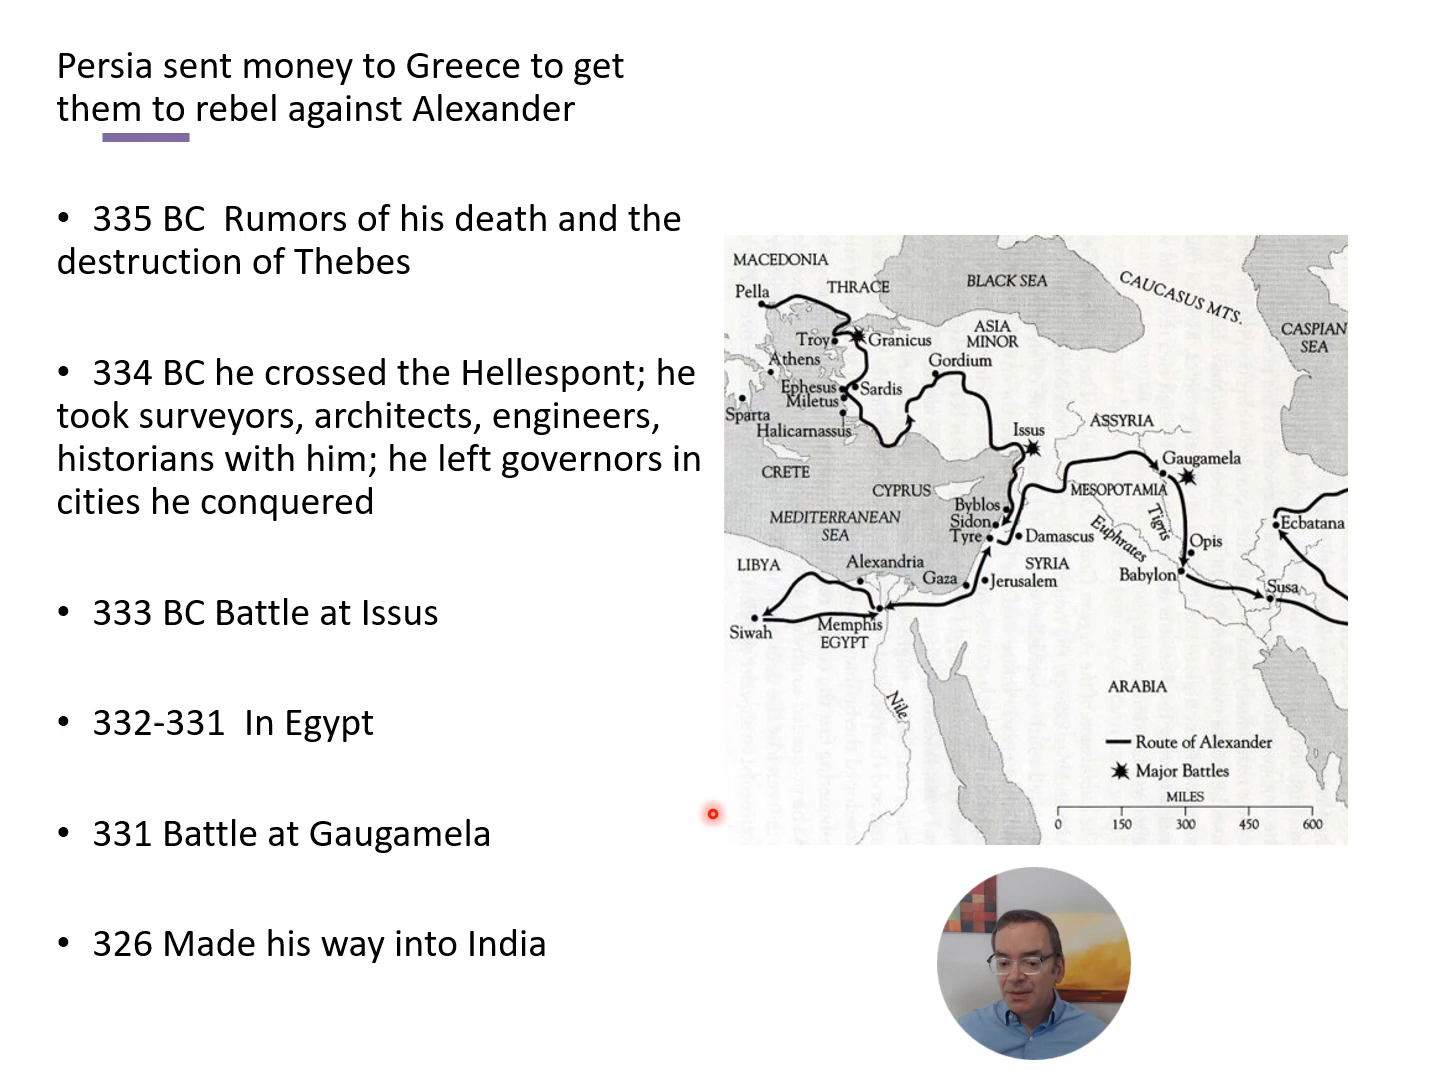 Persia sent money to Greece to get
them to rebel against Alexander
• 335 BC  Rumors of his death and the
destruction of Thebes
• 334 BC he crossed the Hellespont; he
took surveyors, architects, engineers,
historians with him; he left governors in
cities he conquered
• 333 BC Battle at Issus
• 332-331  In Egypt
• 331 Battle at Gaugamela
• 326 Made his way into India
MACEDONIA
Pella
THRACE
BLACK SEA
CAUCASUS MTS.
CASPIAN
SEA
Troy
Granicus
ASIA
MINOR
Athens
Gordium
Ephesus
Sardis
Miletus
Sparta
Halicarnassus
Issus
ASSYRIA
Gaugamela
CRETE
CYPRUS
MESOPOTAMIA
Byblos
Sidon
Tyre
MEDITERRANEAN
SEA
Tigris
Euphrates
Ecbatana
Damascus
Opis
LIBYA
Alexandria
SYRIA
Gaza
Jerusalem
Babylon
Susa
Siwah
Memphis
EGYPT
Nile
ARABIA
Route of Alexander
Major Battles
MILES
0 150 300 450 600